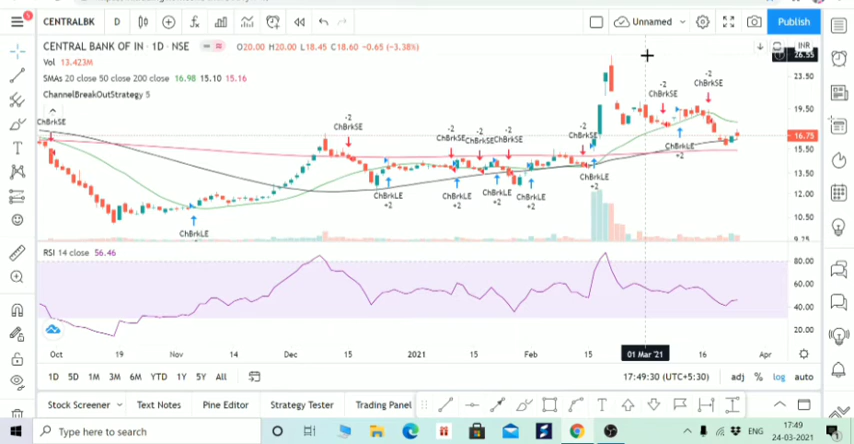 CENTRALBK D Unnamed Publish
CENTRAL BANK OF IN · 1D · NSE O20.00 H20.00 L18.45 C18.60 -0.65 (-3.38%) INR
Vol 13.423M
SMAs 20 close 50 close 200 close 16.98 15.10 15.16
ChannelBreakOutStrategy 5
26.55
23.50
19.50
16.75
15.50
13.50
12.00
10.50
9.25
ChBrkSE
-2
ChBrkSE
-2
ChBrkSE
-2
ChBrkSE
-2
ChBrkSE
-2
ChBrkSE
-2
ChBrkSE
-2
ChBrkSE
ChBrkLE
ChBrkLE
+2
ChBrkLE
+2
ChBrkLE
+2
ChBrkLE
+2
ChBrkLE
+2
ChBrkLE
+2
RSI 14 close 56.46
80.00
60.00
40.00
20.00
Oct 19 Nov 14 Dec 15 2021 15 Feb 15 01 Mar '21 16 Apr
1D 5D 1M 3M 6M YTD 1Y 5Y All 17:49:30 (UTC+5:30) adj % log auto
Stock Screener Text Notes Pine Editor Strategy Tester Trading Panel
Type here to search ENG 17:49
24-03-2021